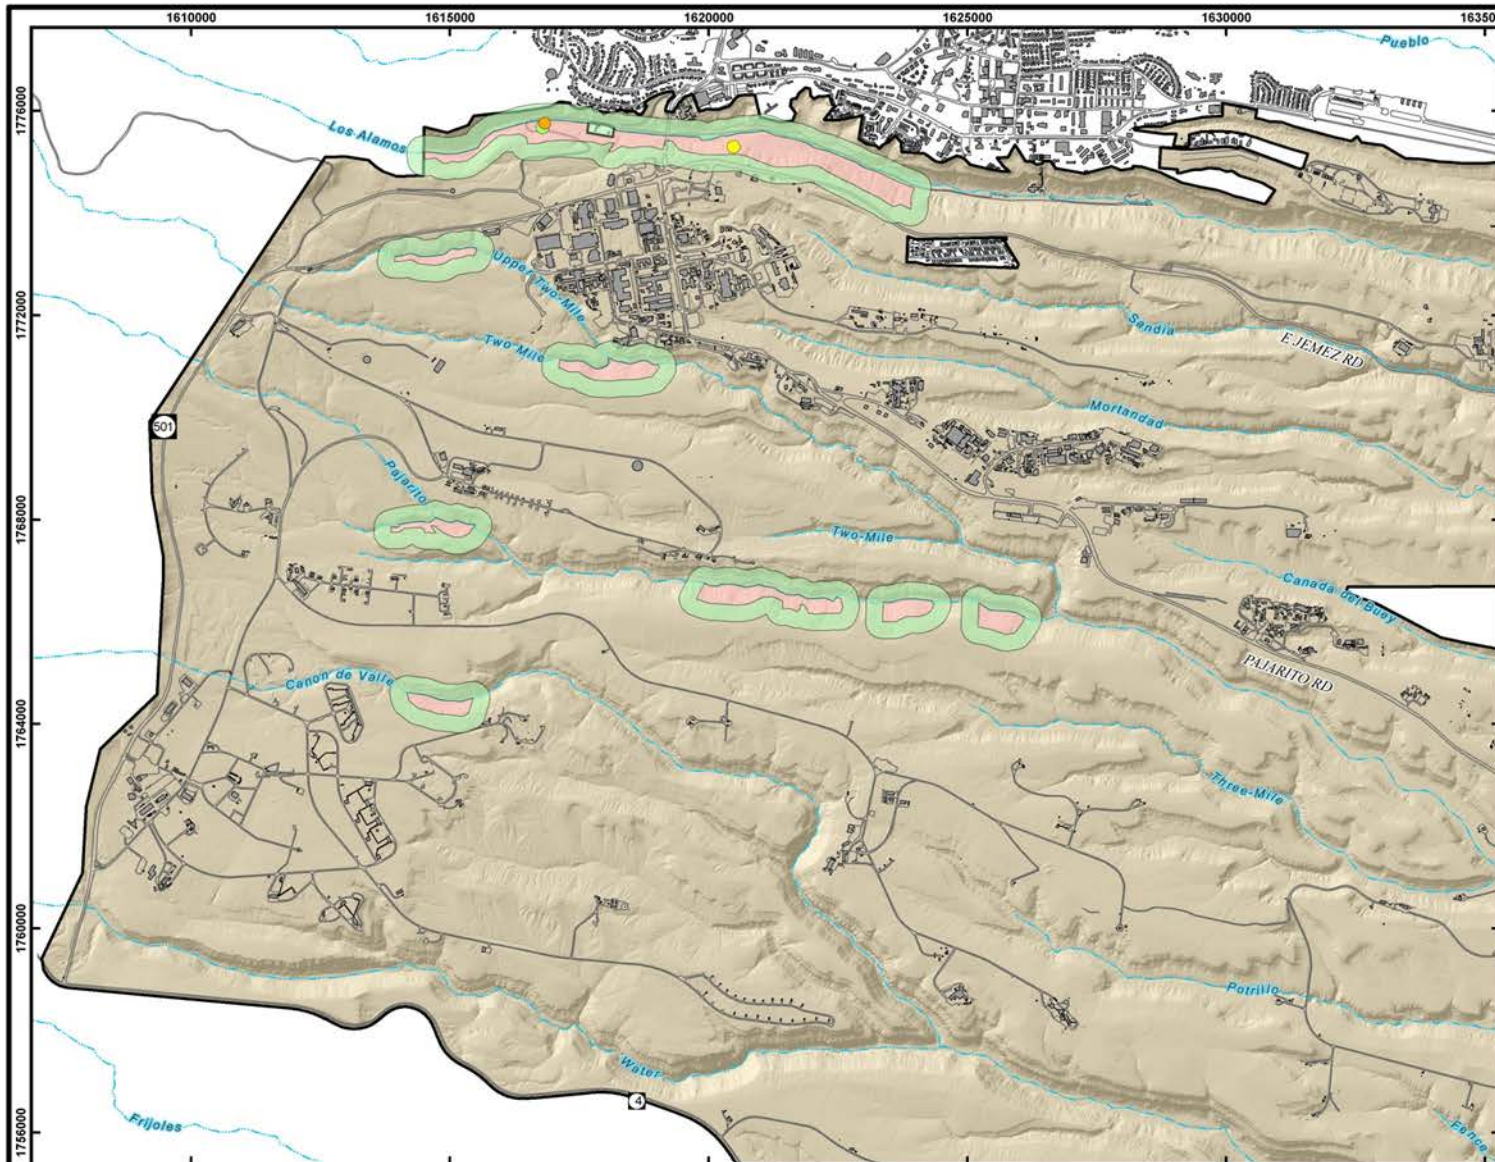 1610000 1615000 1620000 1625000 1630000 1635000
Pueblo
1776000
Los Alamos
Upper Two-Mile
1772000
Sandia
E JEMEZ RD
Two Mile
Mortandad
501
Pajarito
1768000
Two-Mile
Canada del Buey
PAJARITO RD
Canon de Valle
1764000
Three-Mile
1760000
Potrillo
Water
4
Frijoles
1756000
Fence